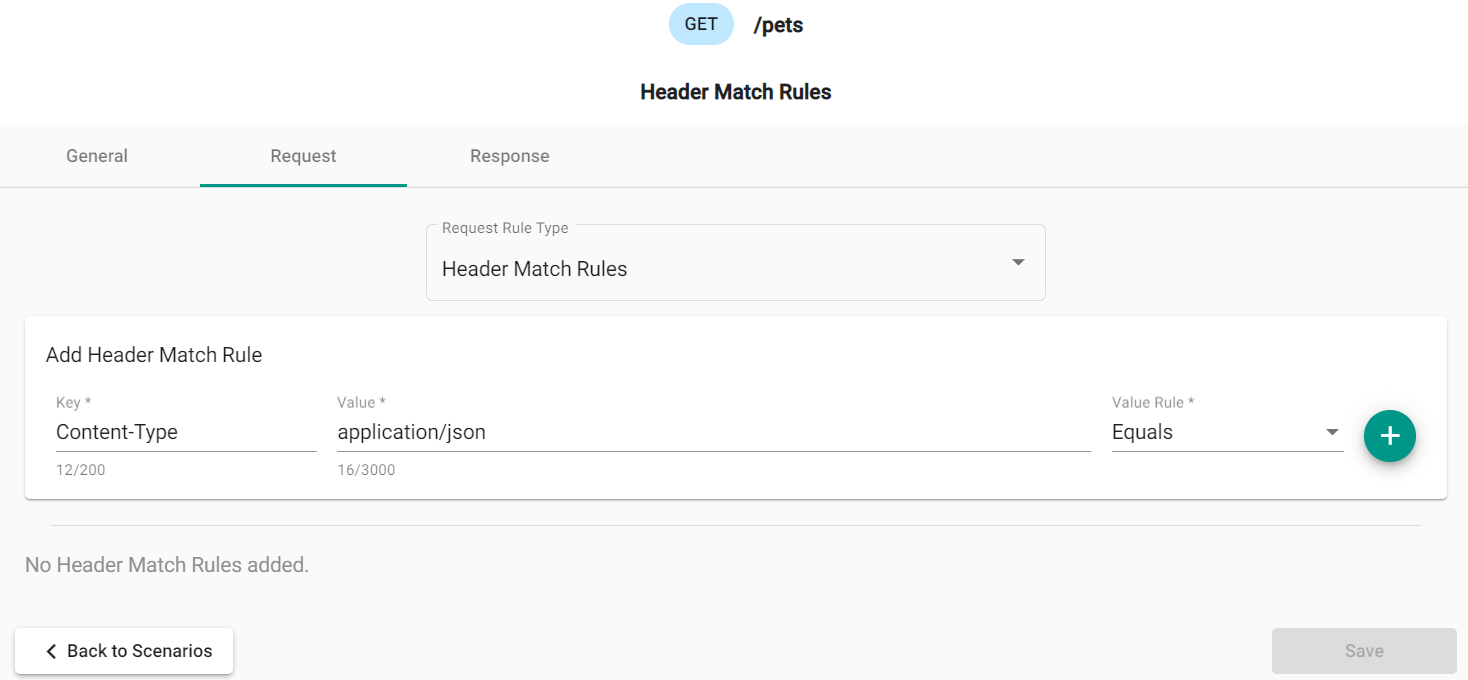 GET /pets
Header Match Rules
General Request Response
Request Rule Type
Header Match Rules
Add Header Match Rule
Key * Value * Value Rule *
Content-Type application/json Equals
12/200 16/3000
No Header Match Rules added.
Back to Scenarios Save